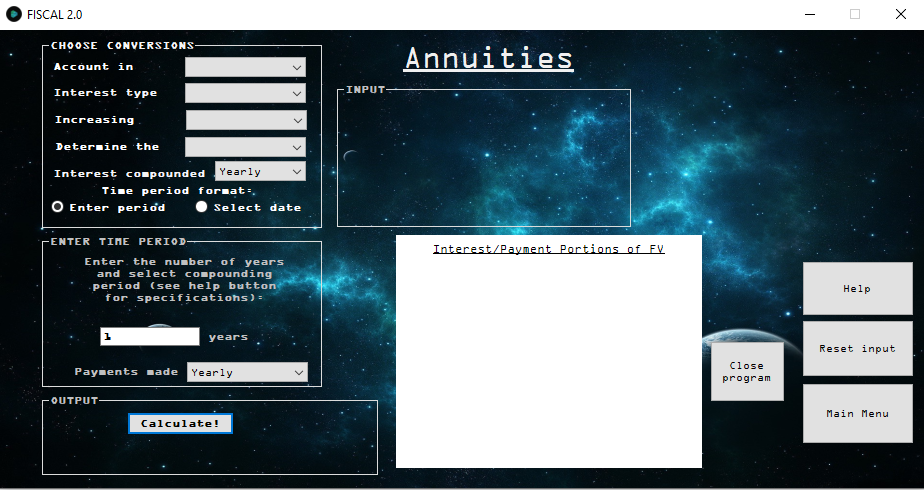 FISCAL 2.0
Annuities
CHOOSE CONVERSIONS
Account in
Interest type
Increasing
Determine the
Interest compounded Yearly
Time period format:
Enter period Select date
INPUT
ENTER TIME PERIOD
Enter the number of years
and select compounding
period (see help button
for specifications):
1 years
Payments made Yearly
OUTPUT
Calculate!
Interest/Payment Portions of FV
Close
program
Help
Reset input
Main Menu